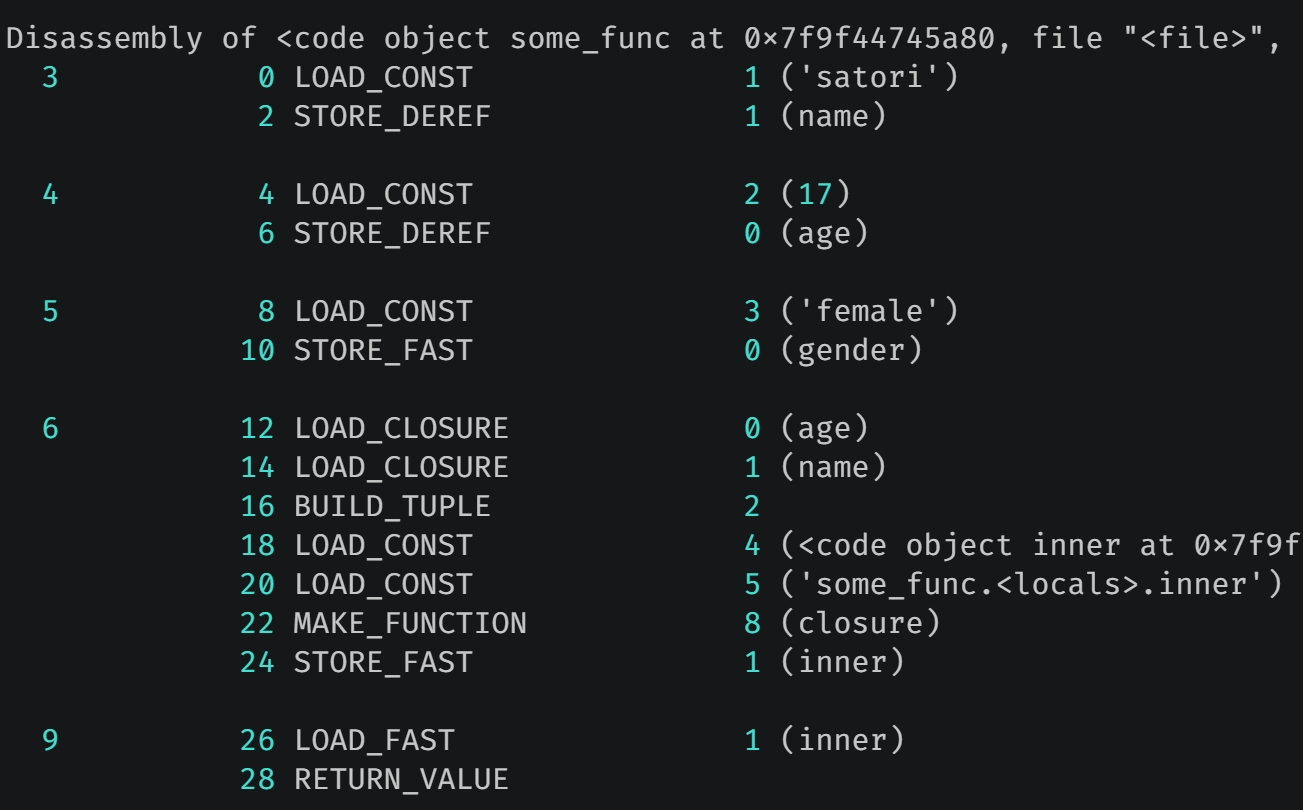 Disassembly of <code object some_func at 0x7f9f44745a80, file "<file>",
  3           0 LOAD_CONST               1 ('satori')
              2 STORE_DEREF              1 (name)

  4           4 LOAD_CONST               2 (17)
              6 STORE_DEREF              0 (age)

  5           8 LOAD_CONST               3 ('female')
             10 STORE_FAST               0 (gender)

  6          12 LOAD_CLOSURE             0 (age)
             14 LOAD_CLOSURE             1 (name)
             16 BUILD_TUPLE              2
             18 LOAD_CONST               4 (<code object inner at 0x7f9f
             20 LOAD_CONST               5 ('some_func.<locals>.inner')
             22 MAKE_FUNCTION            8 (closure)
             24 STORE_FAST               1 (inner)

  9          26 LOAD_FAST                1 (inner)
             28 RETURN_VALUE